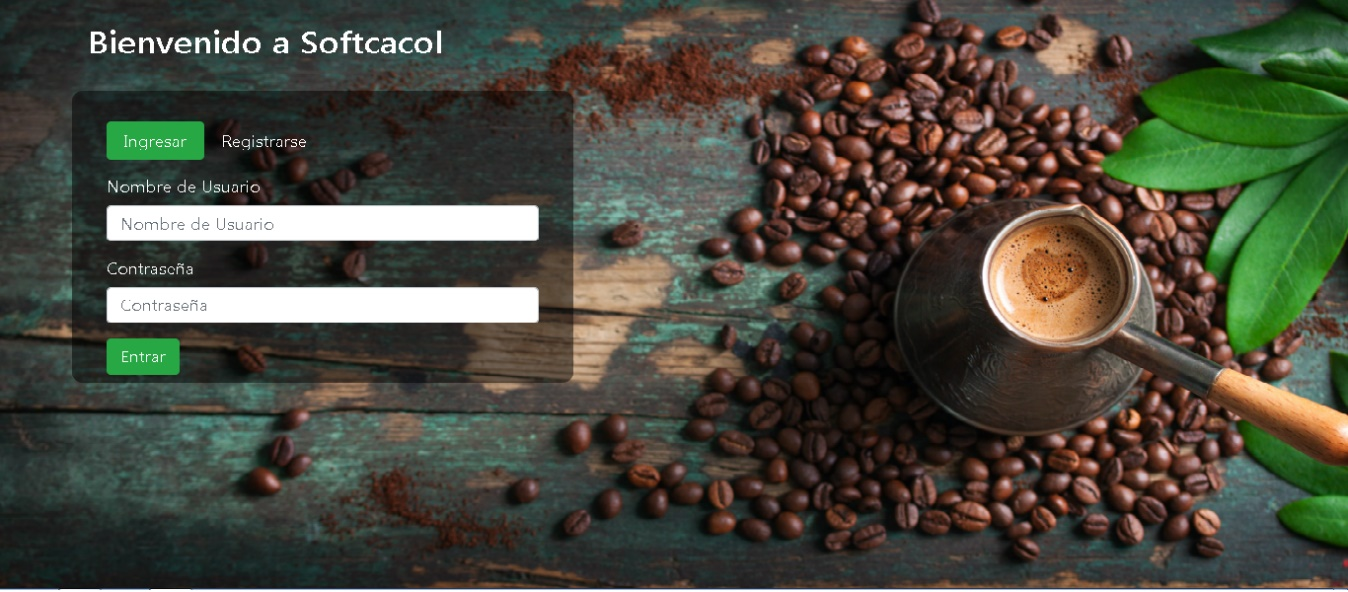 Bienvenido a Softcacol
Ingresar Registrarse
Nombre de Usuario
Nombre de Usuario
Contraseña
Contraseña
Entrar